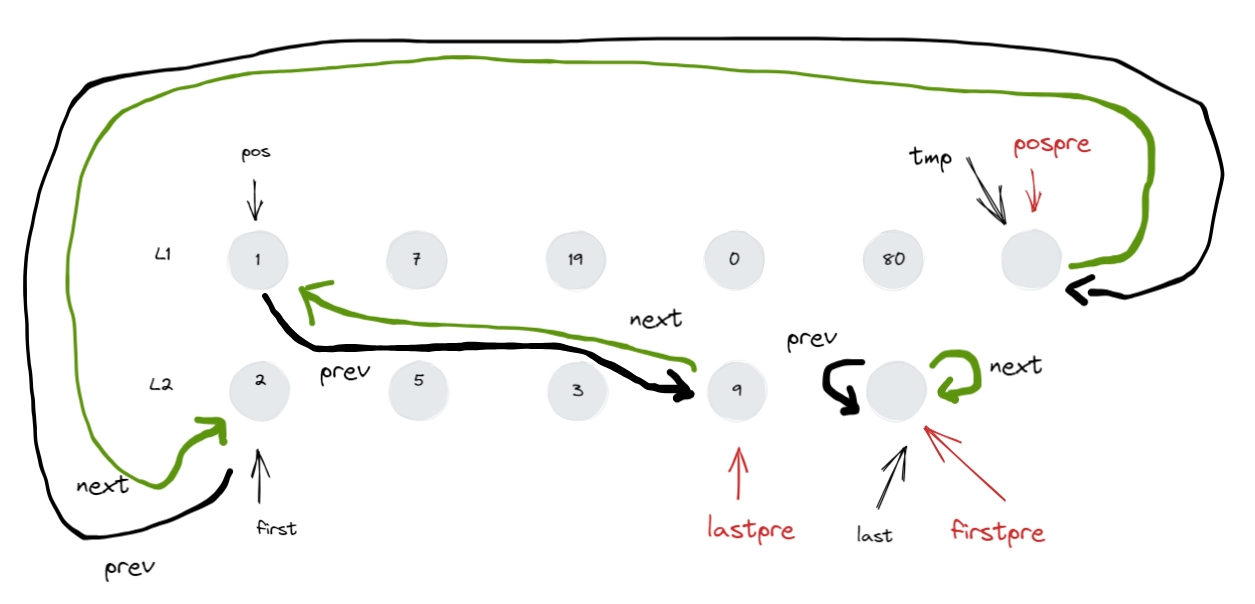 pos
tmp
pospre
L1
1
7
19
0
80
next
prev
prev
next
L2
2
5
3
9
next
first
lastpre
last
firstpre
prev